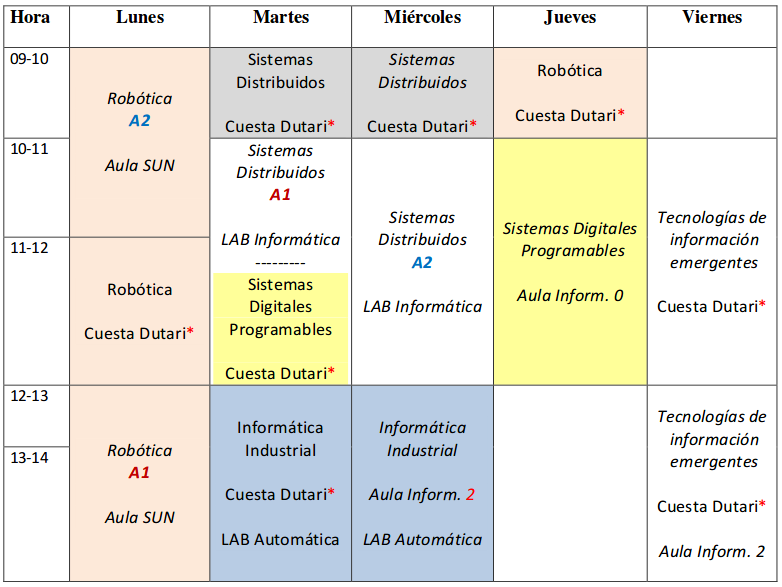 Hora Lunes Martes Miércoles Jueves Viernes
09-10
Robótica
A2
Aula SUN
Sistemas
Distribuidos
Cuesta Dutari*
Sistemas
Distribuidos
Cuesta Dutari*
Robótica
Cuesta Dutari*
10-11
Sistemas
Distribuidos
A1
LAB Informática
---------
Sistemas
Digitales
Programables
Cuesta Dutari*
Sistemas
Distribuidos
A2
LAB Informática
Sistemas Digitales
Programables
Aula Inform. 0
Tecnologías de
información
emergentes
Cuesta Dutari*
11-12
Robótica
Cuesta Dutari*
12-13
Robótica
A1
Aula SUN
Informática
Industrial
Cuesta Dutari*
LAB Automática
Informática
Industrial
Aula Inform. 2
LAB Automática
Tecnologías de
información
emergentes
Cuesta Dutari*
Aula Inform. 2
13-14